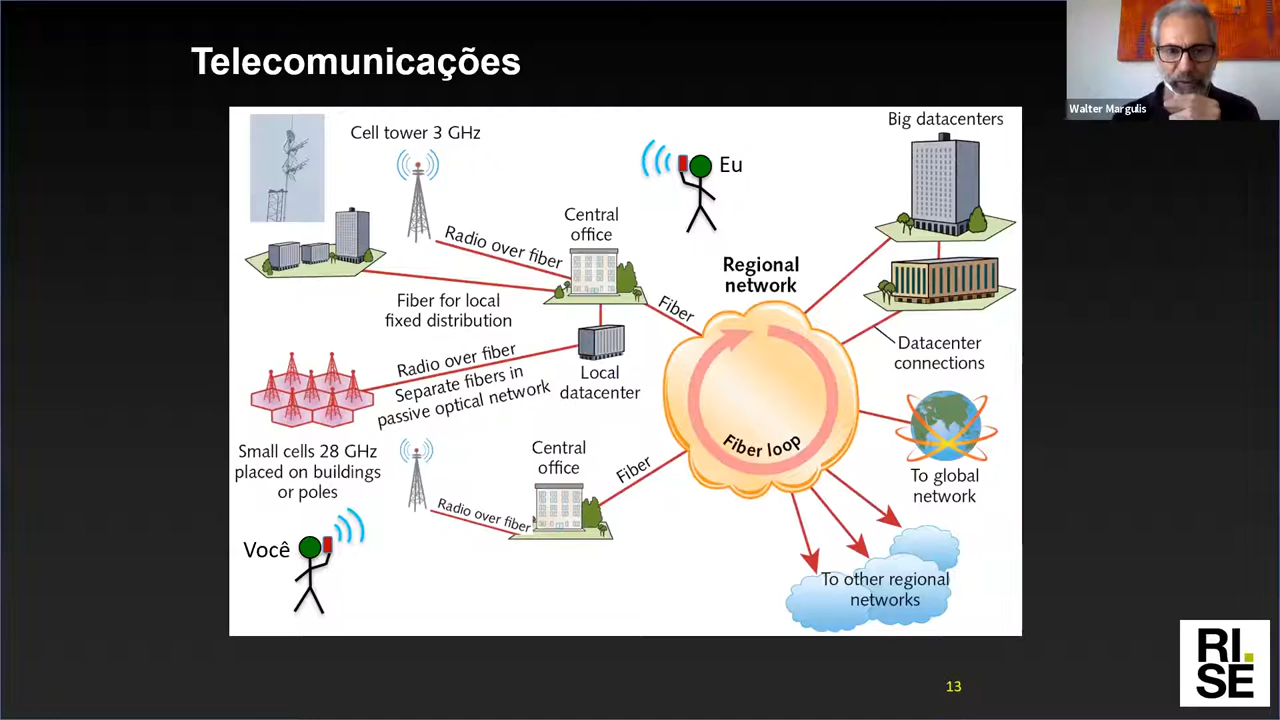 Telecomunicações
Walter Margulis
Cell tower 3 GHz
Eu
Big datacenters
Central
office
Radio over fiber
Regional
network
Fiber for local
fixed distribution
Fiber
Radio over fiber
Separate fibers in
passive optical network
Local
datacenter
Datacenter
connections
Fiber loop
Small cells 28 GHz
placed on buildings
or poles
Central
office
Fiber
To global
network
Radio over fiber
Você
To other regional
networks
RI.
SE
13